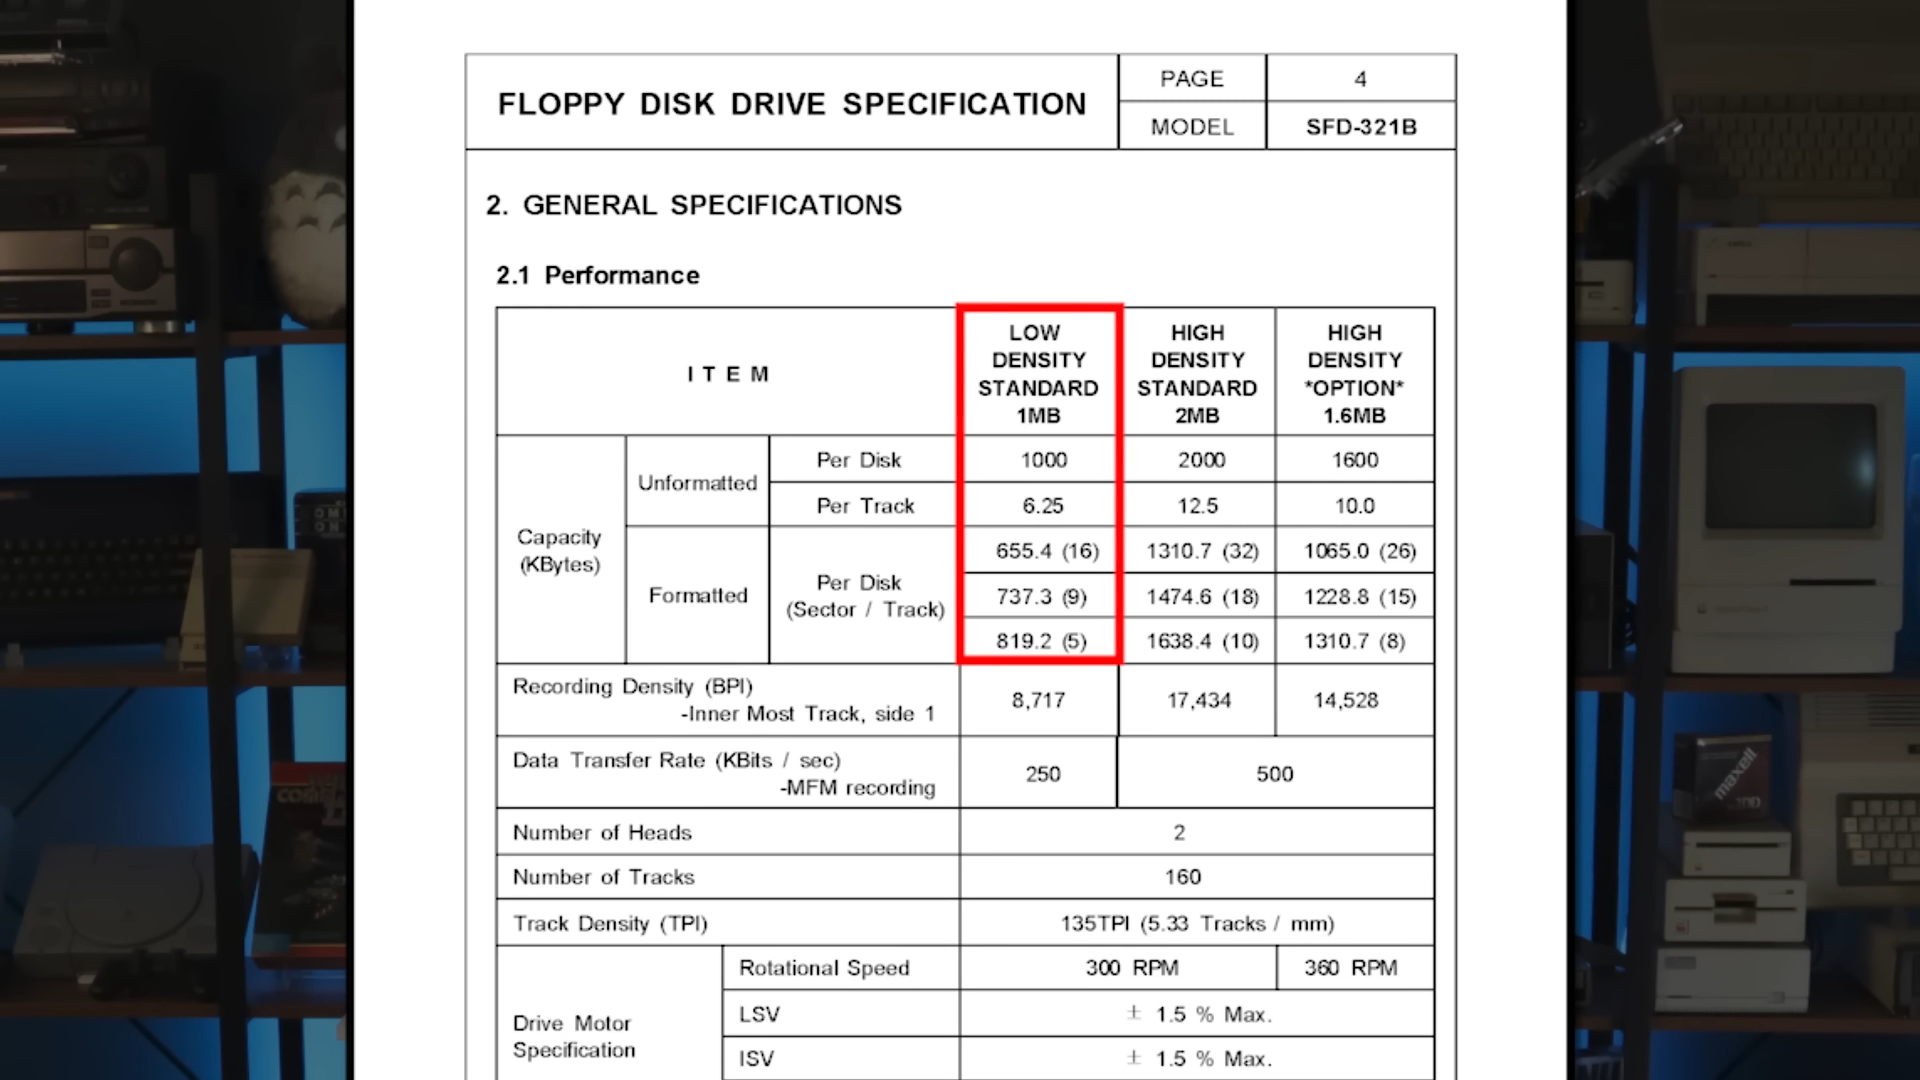 FLOPPY DISK DRIVE SPECIFICATION
PAGE 4
MODEL SFD-321B
2. GENERAL SPECIFICATIONS
2.1 Performance
ITEM
LOW
DENSITY
STANDARD
1MB
HIGH
DENSITY
STANDARD
2MB
HIGH
DENSITY
*OPTION*
1.6MB
Capacity
(KBytes)
Unformatted
Per Disk 1000 2000 1600
Per Track 6.25 12.5 10.0
Formatted
Per Disk
(Sector / Track)
655.4 (16) 1310.7 (32) 1065.0 (26)
737.3 (9) 1474.6 (18) 1228.8 (15)
819.2 (5) 1638.4 (10) 1310.7 (8)
Recording Density (BPI)
-Inner Most Track, side 1
8,717 17,434 14,528
Data Transfer Rate (KBits / sec)
-MFM recording
250 500
Number of Heads 2
Number of Tracks 160
Track Density (TPI) 135TPI (5.33 Tracks / mm)
Drive Motor
Specification
Rotational Speed 300 RPM 360 RPM
LSV ± 1.5 % Max.
ISV ± 1.5 % Max.
maxell